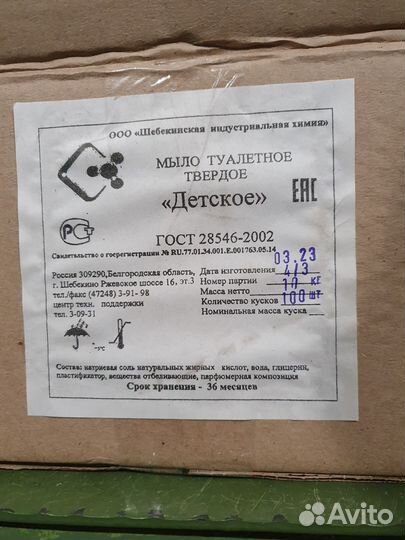 ООО «Шебекинская индустриальная химия»
МЫЛО ТУАЛЕТНОЕ
ТВЕРДОЕ
«Детское»
ЕАС
РСТ
ГОСТ 28546-2002
Свидетельство о госрегистрации № RU.77.01.34.001.Е.001763.05.14
Россия 309290,Белгородская область,
г. Шебекино Ржевское шоссе 16, эт.3
тел./факс (47248) 3-91- 98
центр техн. поддержки
тел. 3-09-31
Дата изготовления 03.23
Номер партии 4/3
Масса нетто 10 кг
Количество кусков 100 шт
Номинальная масса куска
-5°С
Состав: натриевая соль натуральных жирных кислот, вода, глицерин,
пластификатор, вещества отбеливающие, парфюмерная композиция
Срок хранения - 36 месяцев
Avito